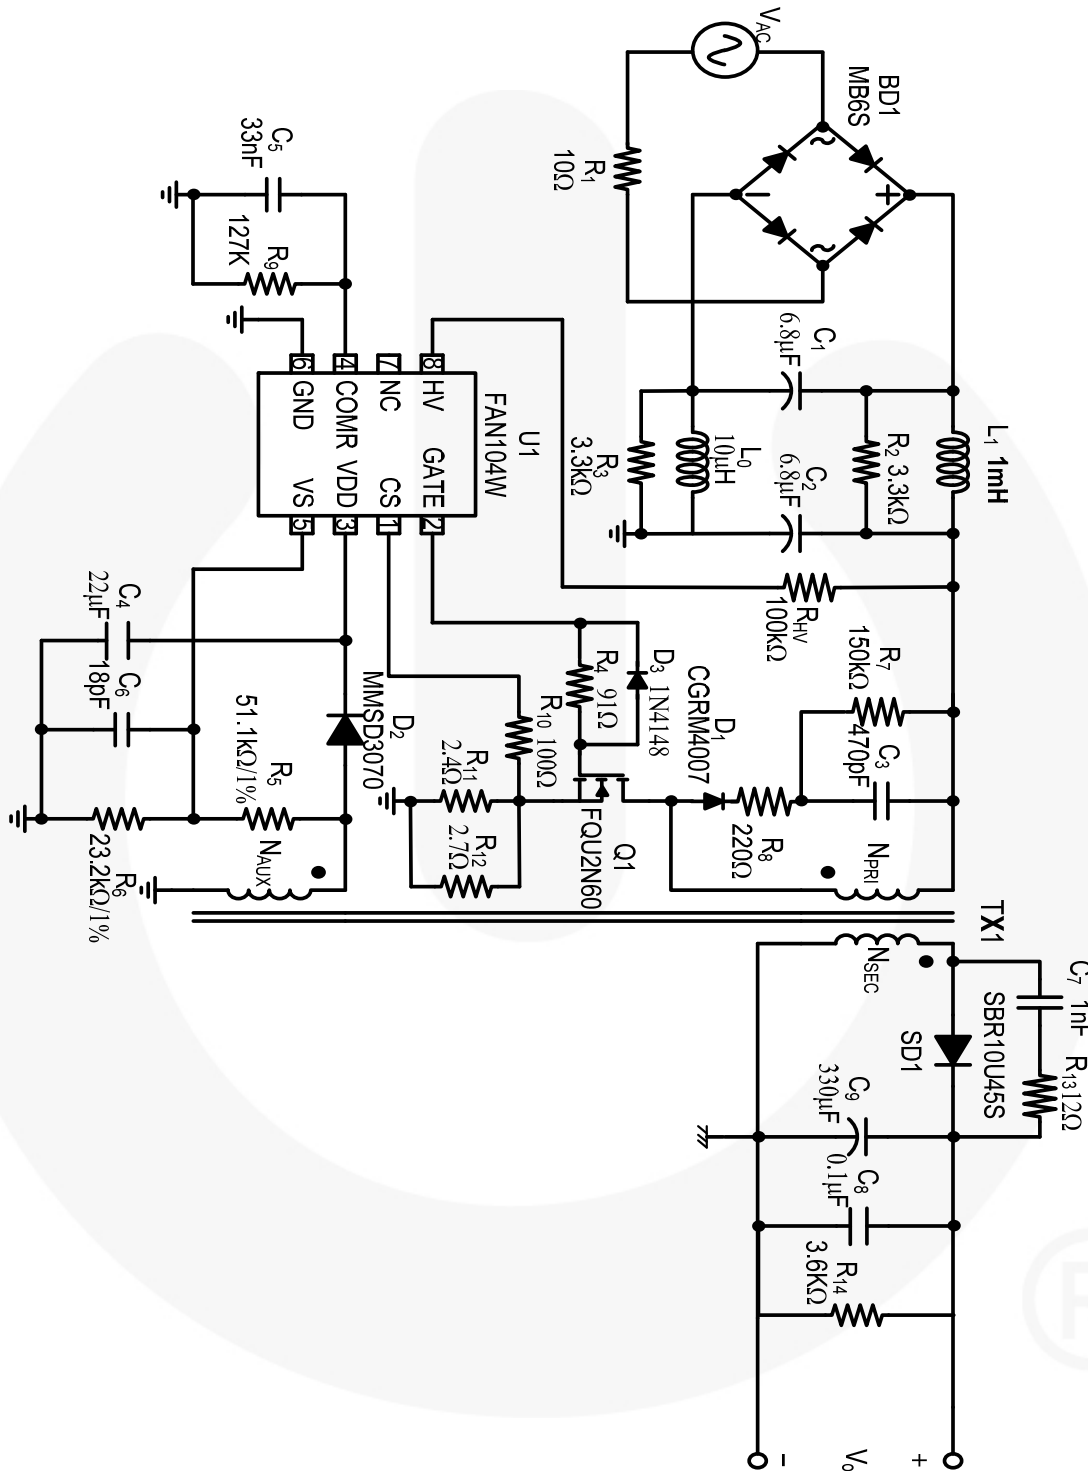 V_AC
BD1
MB6S
R1
10Ω
C5
33nF
R9
127K
C1
6.8µF
C2
6.8µF
R2 3.3kΩ
L1 1mH
L0
10µH
R3
3.3kΩ
RHV
100kΩ
R7
150kΩ
C3
470pF
R8
220Ω
D1
CGRM4007
D3 1N4148
R4 91Ω
R10 100Ω
Q1
FQU2N60
R11
2.4Ω
R12
2.7Ω
U1
FAN104W
8 HV
7 NC
4 COMR
6 GND
GATE 2
CS 1
VDD 3
VS 5
D2
MMSD3070
C4
22µF
C6
18pF
R5
51.1kΩ/1%
R6
23.2kΩ/1%
NAUX
NPRI
TX1
NSEC
C7 1nF
R13 12Ω
SBR10U45S
SD1
C9
330µF
C8
0.1µF
R14
3.6KΩ
+
Vo
-
R